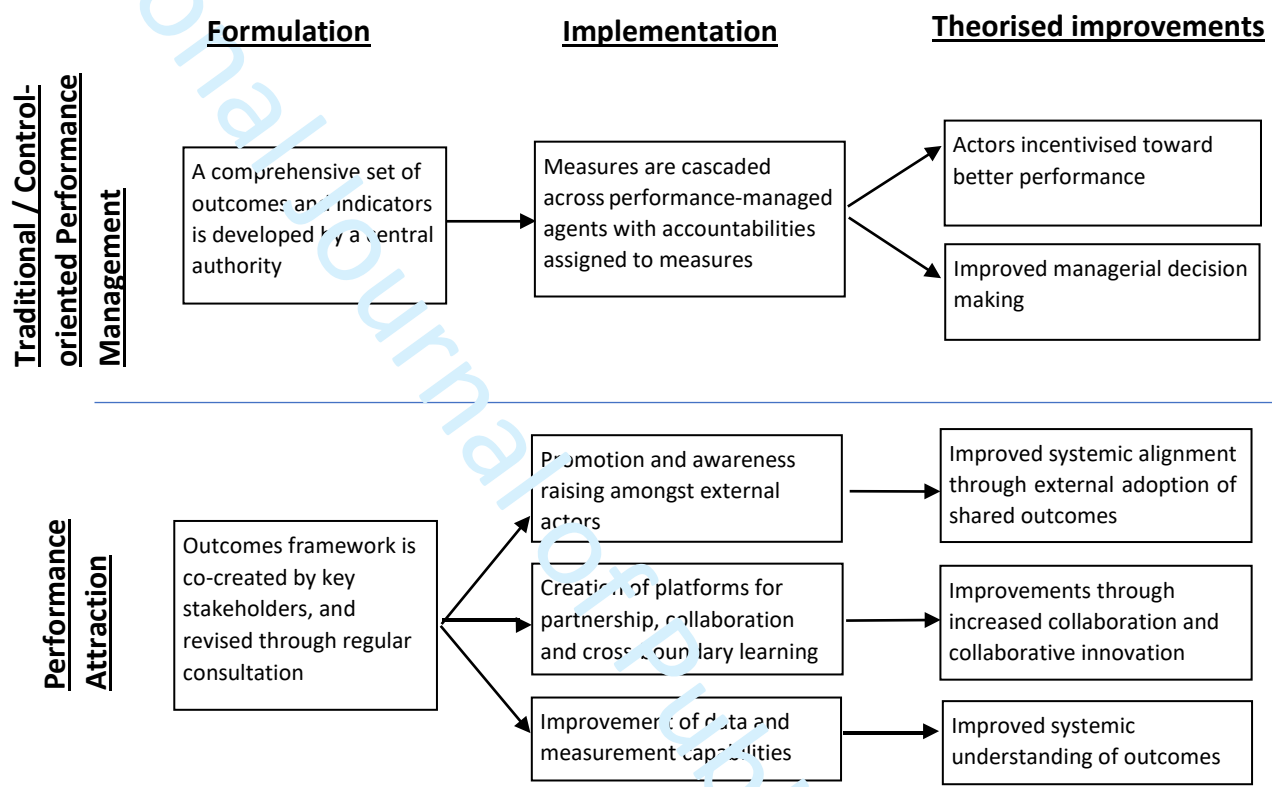 Formulation
Implementation
Theorised improvements
Traditional / Control-
oriented Performance
Management
A comprehensive set of
outcomes and indicators
is developed by a central
authority
Measures are cascaded
across performance-managed
agents with accountabilities
assigned to measures
Actors incentivised toward
better performance
Improved managerial decision
making
Performance
Attraction
Outcomes framework is
co-created by key
stakeholders, and
revised through regular
consultation
Promotion and awareness
raising amongst external
actors
Creation of platforms for
partnership, collaboration
and cross-boundary learning
Improvement of data and
measurement capabilities
Improved systemic alignment
through external adoption of
shared outcomes
Improvements through
increased collaboration and
collaborative innovation
Improved systemic
understanding of outcomes
onal Journal of Publ